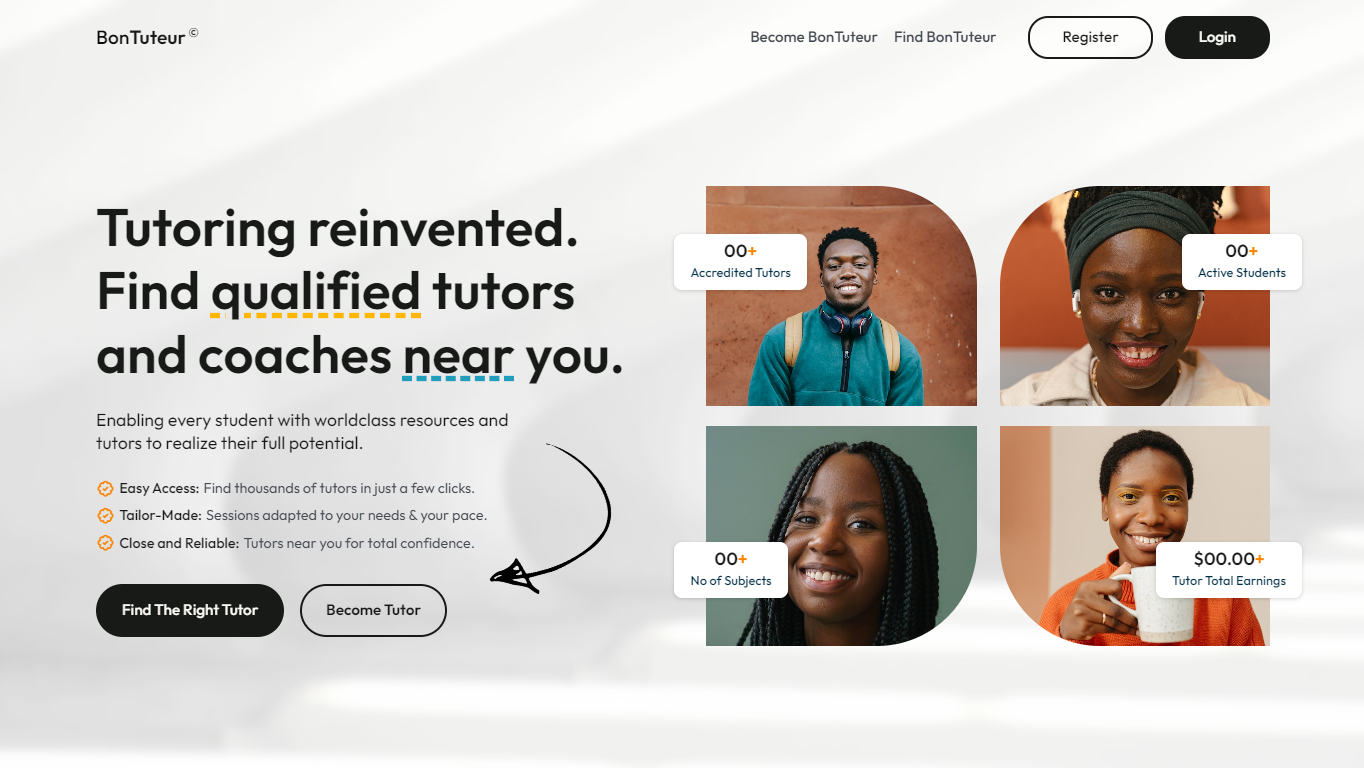 BonTuteur ©
Become BonTuteur
Find BonTuteur
Register
Login
Tutoring reinvented.
Find qualified tutors
and coaches near you.
Enabling every student with worldclass resources and
tutors to realize their full potential.
Easy Access: Find thousands of tutors in just a few clicks.
Tailor-Made: Sessions adapted to your needs & your pace.
Close and Reliable: Tutors near you for total confidence.
Find The Right Tutor
Become Tutor
00+
Accredited Tutors
00+
Active Students
00+
No of Subjects
$00.00+
Tutor Total Earnings